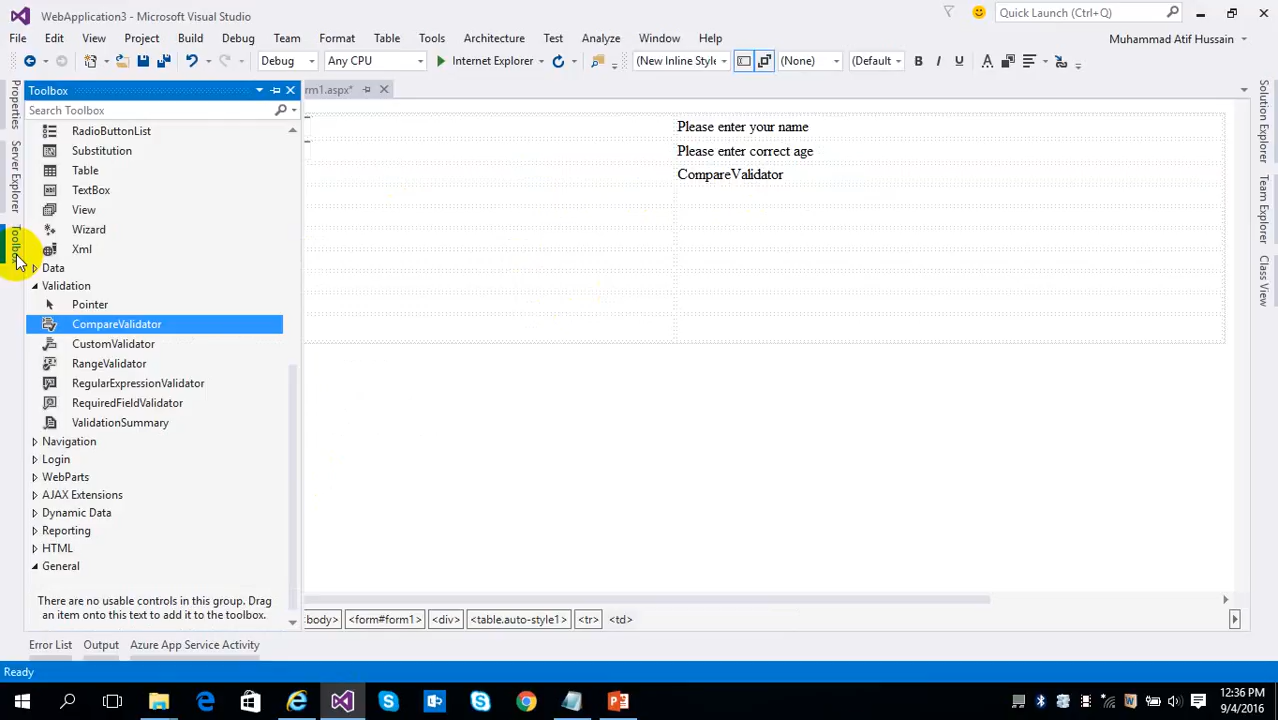 WebApplication3 - Microsoft Visual Studio
Quick Launch (Ctrl+Q)
File Edit View Project Build Debug Team Format Table Tools Architecture Test Analyze Window Help
Muhammad Atif Hussain
Debug Any CPU Internet Explorer (New Inline Style (None) (Default B I U
Toolbox
rm1.aspx*
Search Toolbox
RadioButtonList
Substitution
Table
TextBox
View
Wizard
Xml
Data
Validation
Pointer
CompareValidator
CustomValidator
RangeValidator
RegularExpressionValidator
RequiredFieldValidator
ValidationSummary
Navigation
Login
WebParts
AJAX Extensions
Dynamic Data
Reporting
HTML
General
There are no usable controls in this group. Drag
an item onto this text to add it to the toolbox.
Properties
Server Explorer
Toolbox
Please enter your name
Please enter correct age
CompareValidator
Solution Explorer
Team Explorer
Class View
body> <form#form1> <div> <table.auto-style1> <tr> <td>
Error List Output Azure App Service Activity
Ready
12:36 PM
9/4/2016